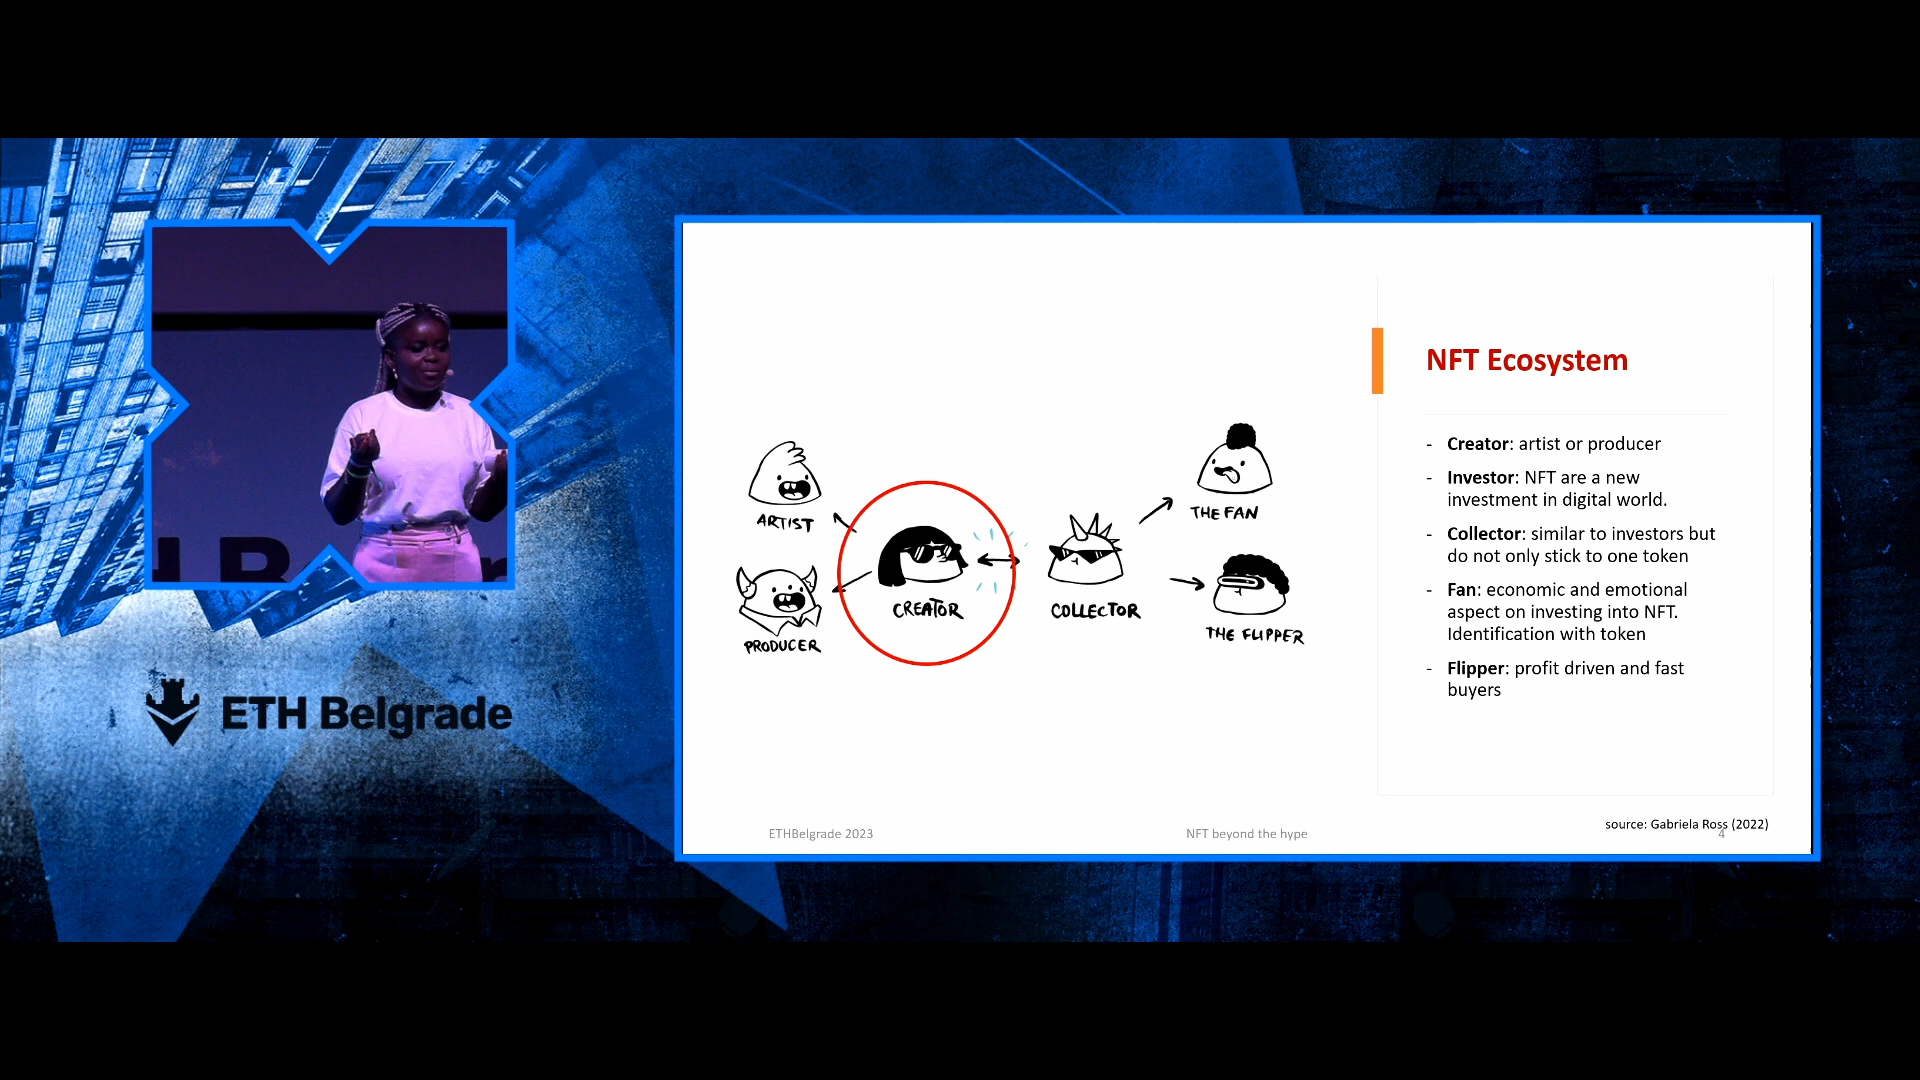 H B
ETH Belgrade
ARTIST
PRODUCER
CREATOR
COLLECTOR
THE FAN
THE FLIPPER
NFT Ecosystem
- Creator: artist or producer
- Investor: NFT are a new
investment in digital world.
- Collector: similar to investors but
do not only stick to one token
- Fan: economic and emotional
aspect on investing into NFT.
Identification with token
- Flipper: profit driven and fast
buyers
source: Gabriela Ross (2022)
ETHBelgrade 2023
NFT beyond the hype
4